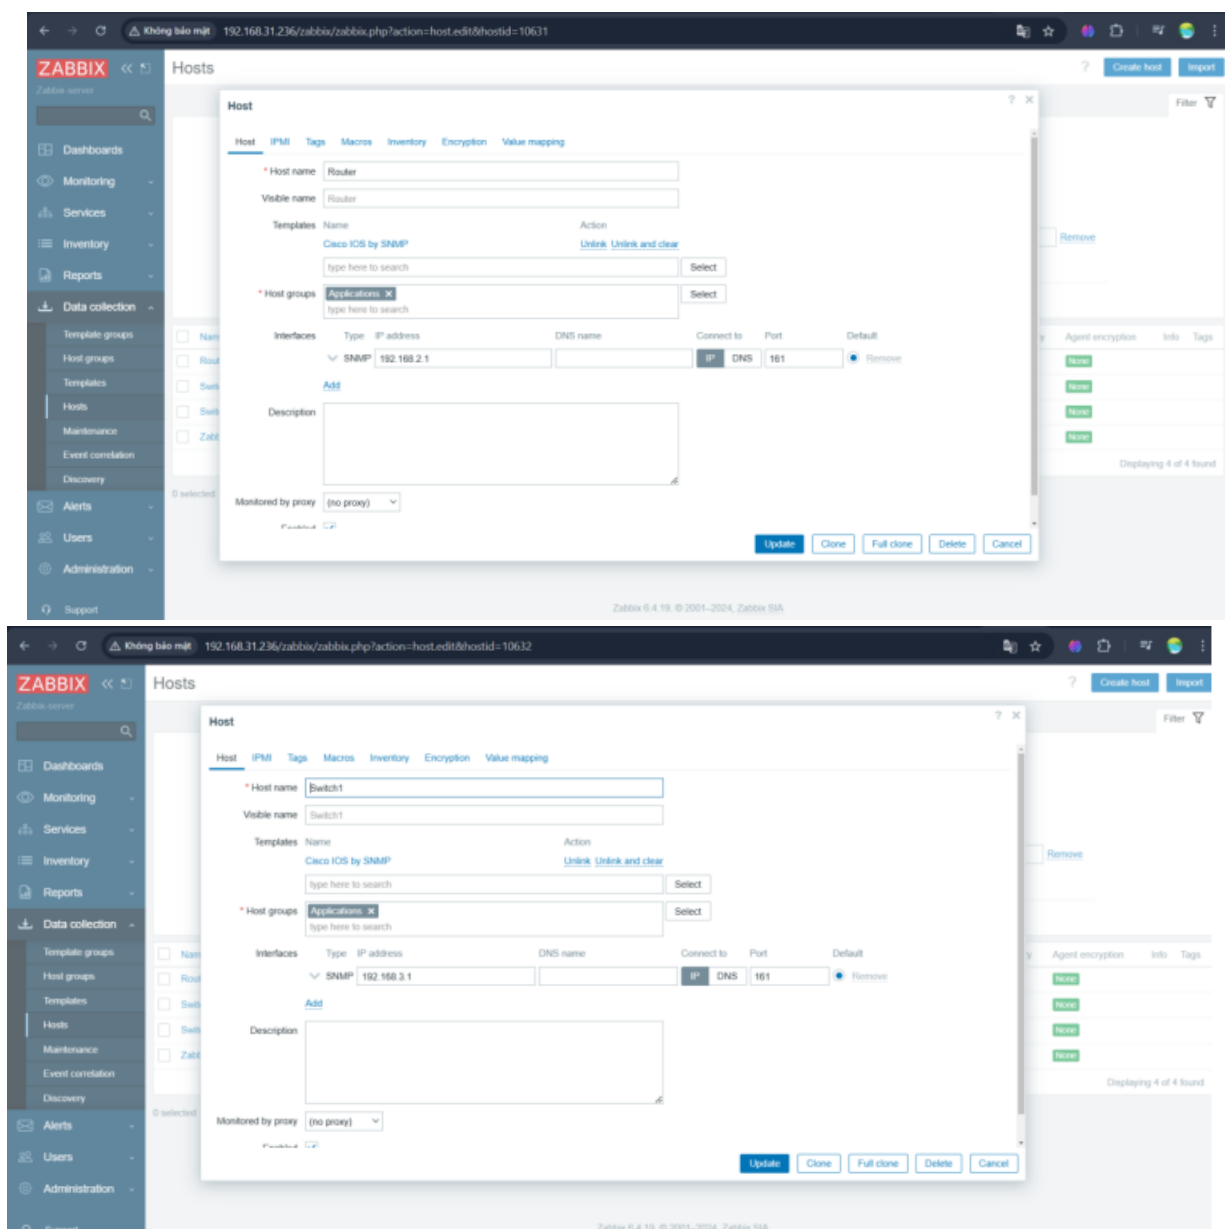 Không bảo mật 192.168.31.236/zabbix/zabbix.php?action=host.edit&hostid=10631
ZABBIX
Zabbix-server
Hosts
? Create host Import
Filter
Dashboards
Monitoring
Services
Inventory
Reports
Data collection
Template groups
Host groups
Templates
Hosts
Maintenance
Event correlation
Discovery
Alerts
Users
Administration
Support
Host
Host IPMI Tags Macros Inventory Encryption Value mapping
* Host name Router
Visible name Router
Templates Name Action
Cisco IOS by SNMP Unlink Unlink and clear
type here to search Select
* Host groups Applications Select
type here to search
Interfaces Type IP address DNS name Connect to Port Default
SNMP 192.168.2.1 IP DNS 161 Remove
Add
Description
Monitored by proxy (no proxy)
Enabled
Update Clone Full clone Delete Cancel
Remove
Agent encryption Info Tags
None
None
None
None
Displaying 4 of 4 found
0 selected
Zabbix 6.4.19. © 2001–2024, Zabbix SIA
Không bảo mật 192.168.31.236/zabbix/zabbix.php?action=host.edit&hostid=10632
ZABBIX
Zabbix-server
Hosts
? Create host Import
Filter
Dashboards
Monitoring
Services
Inventory
Reports
Data collection
Template groups
Host groups
Templates
Hosts
Maintenance
Event correlation
Discovery
Alerts
Users
Administration
Host
Host IPMI Tags Macros Inventory Encryption Value mapping
* Host name Switch1
Visible name Switch1
Templates Name Action
Cisco IOS by SNMP Unlink Unlink and clear
type here to search Select
* Host groups Applications Select
type here to search
Interfaces Type IP address DNS name Connect to Port Default
SNMP 192.168.3.1 IP DNS 161 Remove
Add
Description
Monitored by proxy (no proxy)
Enabled
Update Clone Full clone Delete Cancel
Remove
Agent encryption Info Tags
None
None
None
None
Displaying 4 of 4 found
0 selected
Zabbix 6.4.19. © 2001–2024, Zabbix SIA